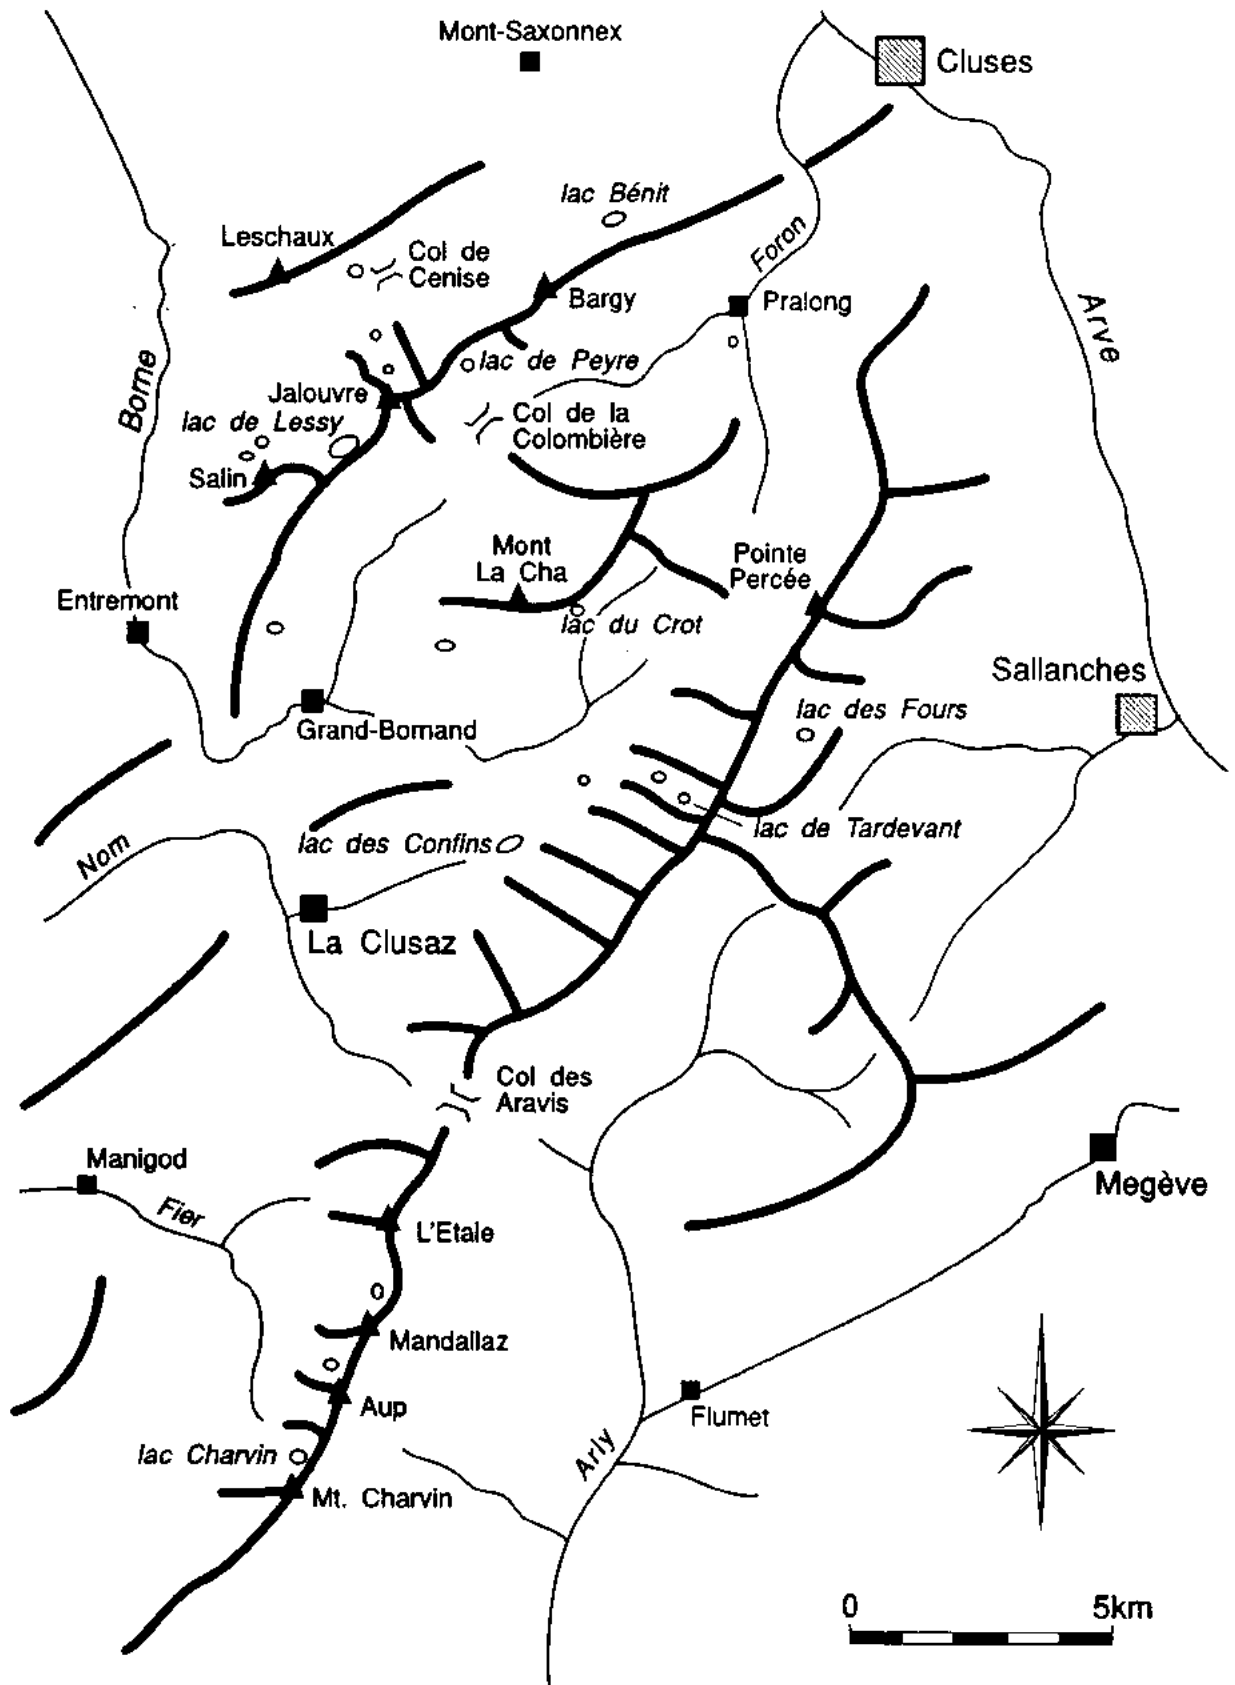 Mont-Saxonnex
Cluses
lac Bénit
Leschaux
Col de
Cenise
Foron
Bargy
Pralong
Arve
Borne
lac de Peyre
Jalouvre
lac de Lessy
Col de la
Colombière
Salin
Mont
La Cha
Pointe
Percée
Entremont
lac du Crot
Sallanches
lac des Fours
Grand-Bornand
lac de Tardevant
Nom
lac des Confins
La Clusaz
Col des
Aravis
Manigod
Megève
Fier
L'Etale
Mandallaz
Aup
Flumet
lac Charvin
Arly
Mt. Charvin
0 5km